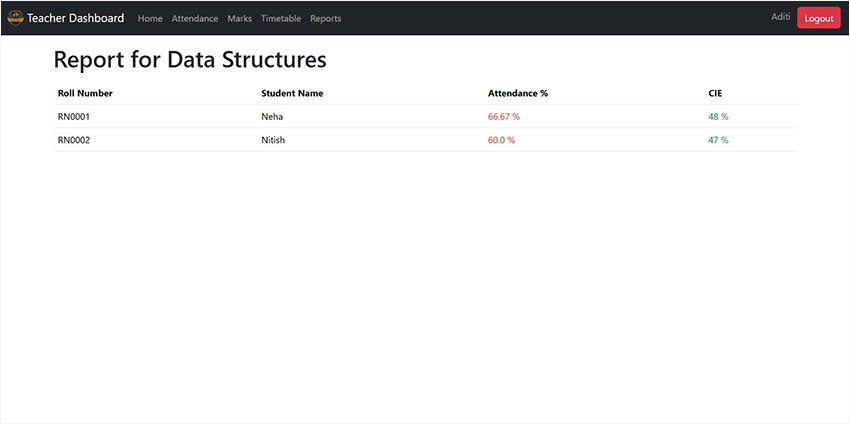 Teacher Dashboard Home Attendance Marks Timetable Reports Aditi Logout
Report for Data Structures
Roll Number Student Name Attendance % CIE
RN0001 Neha 66.67 % 48 %
RN0002 Nitish 60.0 % 47 %